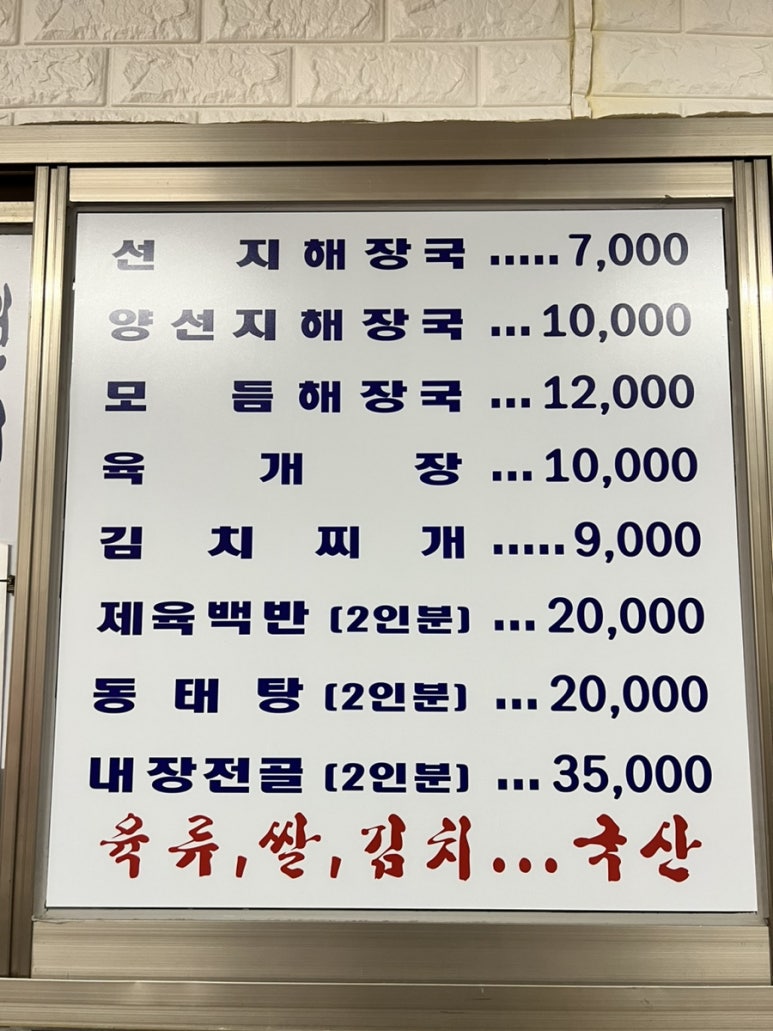 선지해장국 ..... 7,000
양선지해장국 ... 10,000
모듬해장국 ... 12,000
육개장 ... 10,000
김치찌개 ..... 9,000
제육백반 (2인분) ... 20,000
동태탕 (2인분) ... 20,000
내장전골 (2인분) ... 35,000
육류, 쌀, 김치... 국산